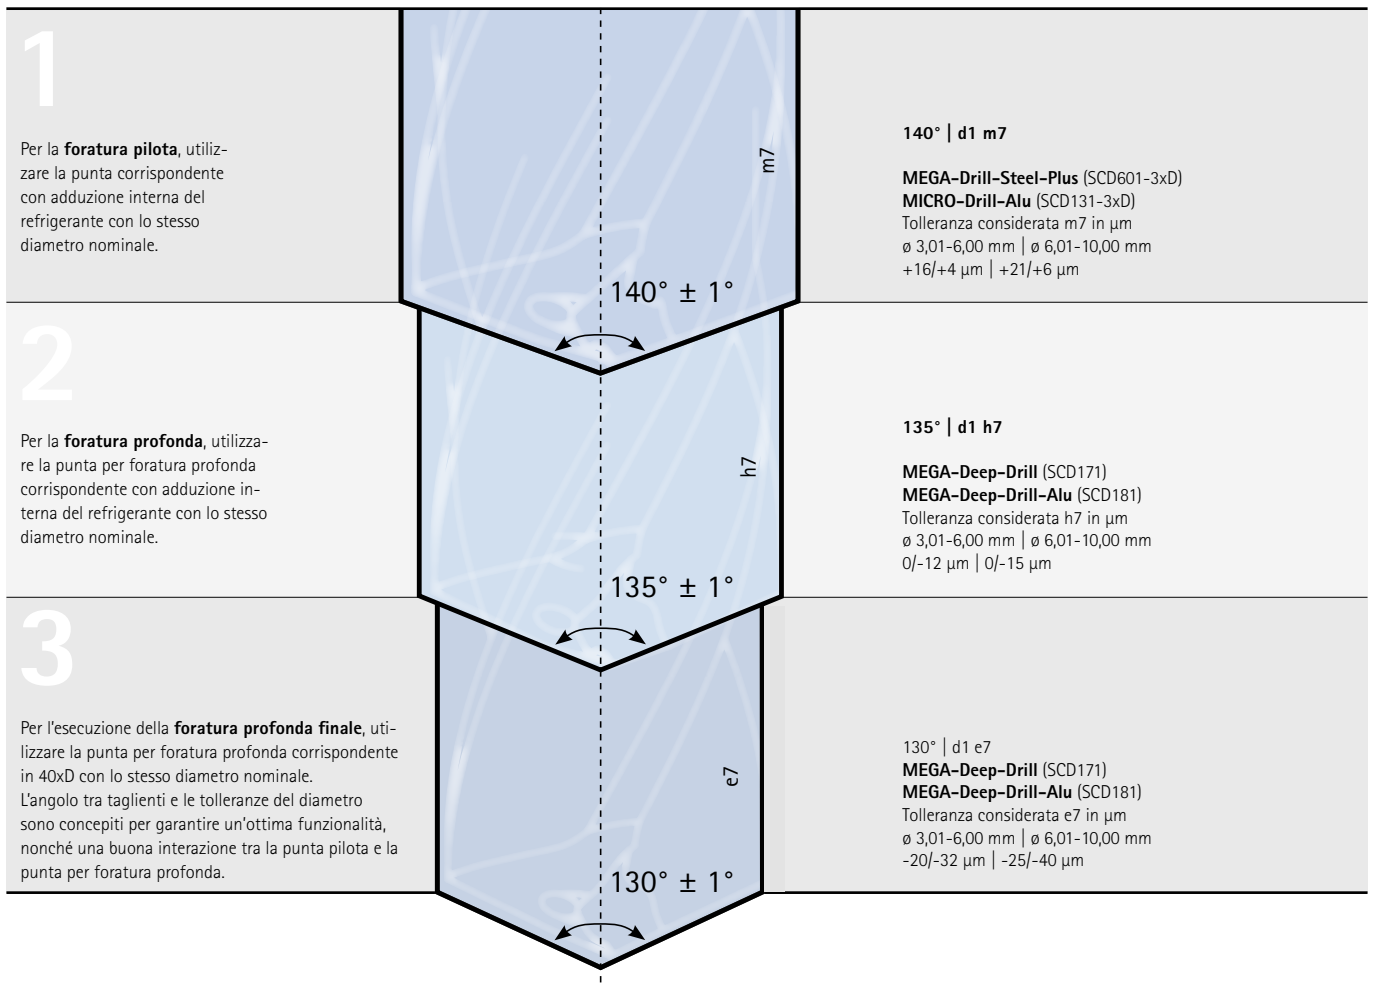 1
Per la foratura pilota, utiliz-
zare la punta corrispondente
con adduzione interna del
refrigerante con lo stesso
diametro nominale.
m7
140° ± 1°
140° | d1 m7
MEGA-Drill-Steel-Plus (SCD601-3xD)
MICRO-Drill-Alu (SCD131-3xD)
Tolleranza considerata m7 in µm
ø 3,01-6,00 mm | ø 6,01-10,00 mm
+16/+4 µm | +21/+6 µm
2
Per la foratura profonda, utilizza-
re la punta per foratura profonda
corrispondente con adduzione in-
terna del refrigerante con lo stesso
diametro nominale.
h7
135° ± 1°
135° | d1 h7
MEGA-Deep-Drill (SCD171)
MEGA-Deep-Drill-Alu (SCD181)
Tolleranza considerata h7 in µm
ø 3,01-6,00 mm | ø 6,01-10,00 mm
0/-12 µm | 0/-15 µm
3
Per l'esecuzione della foratura profonda finale, uti-
lizzare la punta per foratura profonda corrispondente
in 40xD con lo stesso diametro nominale.
L'angolo tra taglienti e le tolleranze del diametro
sono concepiti per garantire un'ottima funzionalità,
nonché una buona interazione tra la punta pilota e la
punta per foratura profonda.
e7
130° ± 1°
130° | d1 e7
MEGA-Deep-Drill (SCD171)
MEGA-Deep-Drill-Alu (SCD181)
Tolleranza considerata e7 in µm
ø 3,01-6,00 mm | ø 6,01-10,00 mm
-20/-32 µm | -25/-40 µm